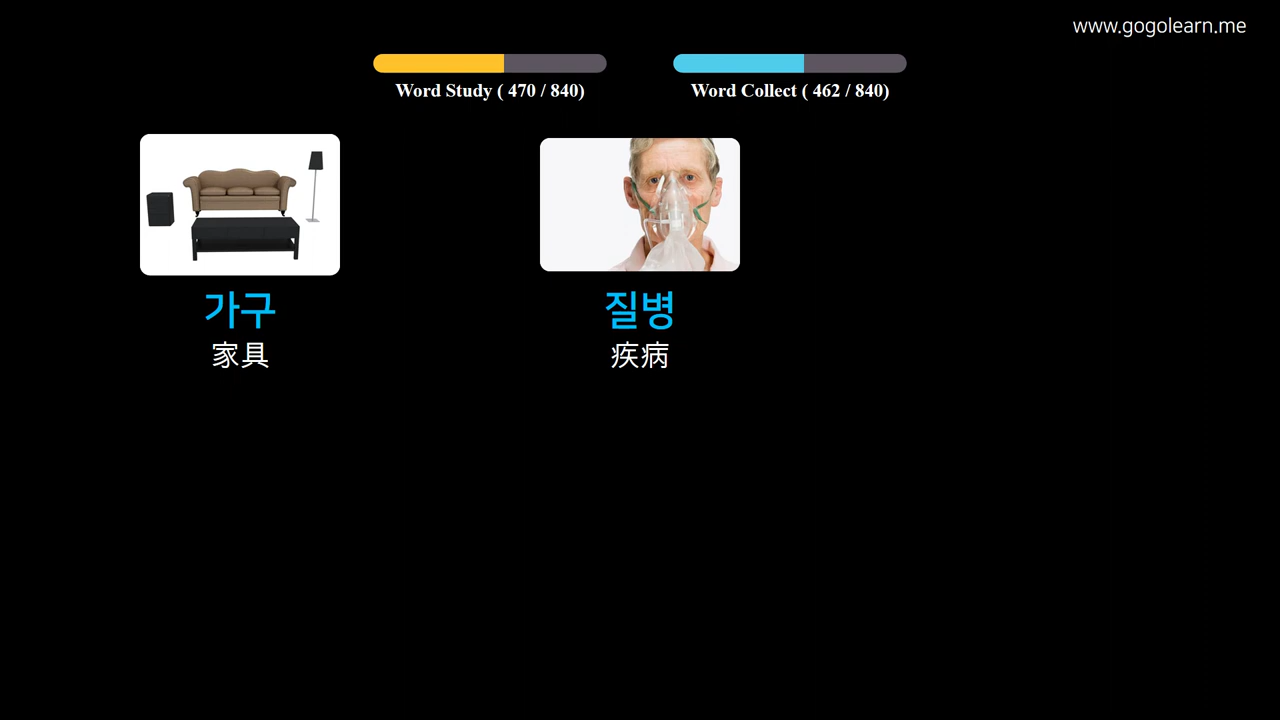 www.gogolearn.me
Word Study ( 470 / 840)
Word Collect ( 462 / 840)
가구
家具
질병
疾病